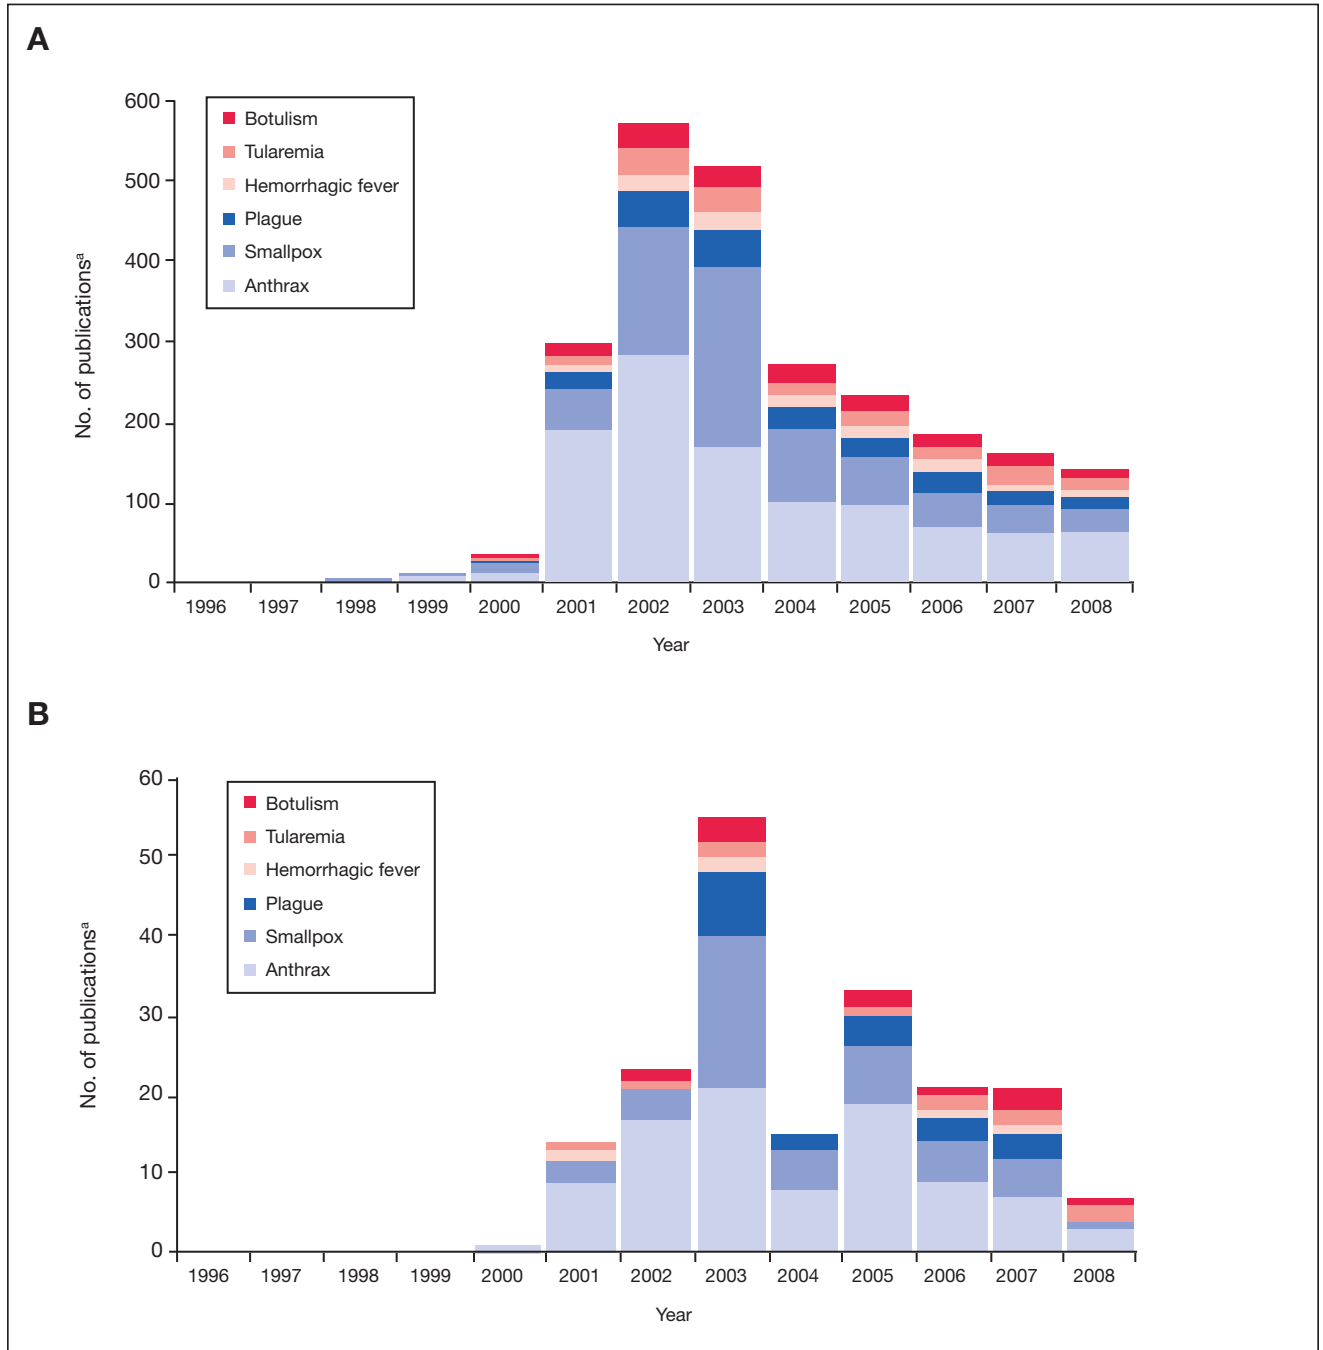 A
600
500
400
300
200
100
0
No. of publicationsª
Botulism
Tularemia
Hemorrhagic fever
Plague
Smallpox
Anthrax
1996 1997 1998 1999 2000 2001 2002 2003 2004 2005 2006 2007 2008
Year
B
60
50
40
30
20
10
0
No. of publicationsª
Botulism
Tularemia
Hemorrhagic fever
Plague
Smallpox
Anthrax
1996 1997 1998 1999 2000 2001 2002 2003 2004 2005 2006 2007 2008
Year